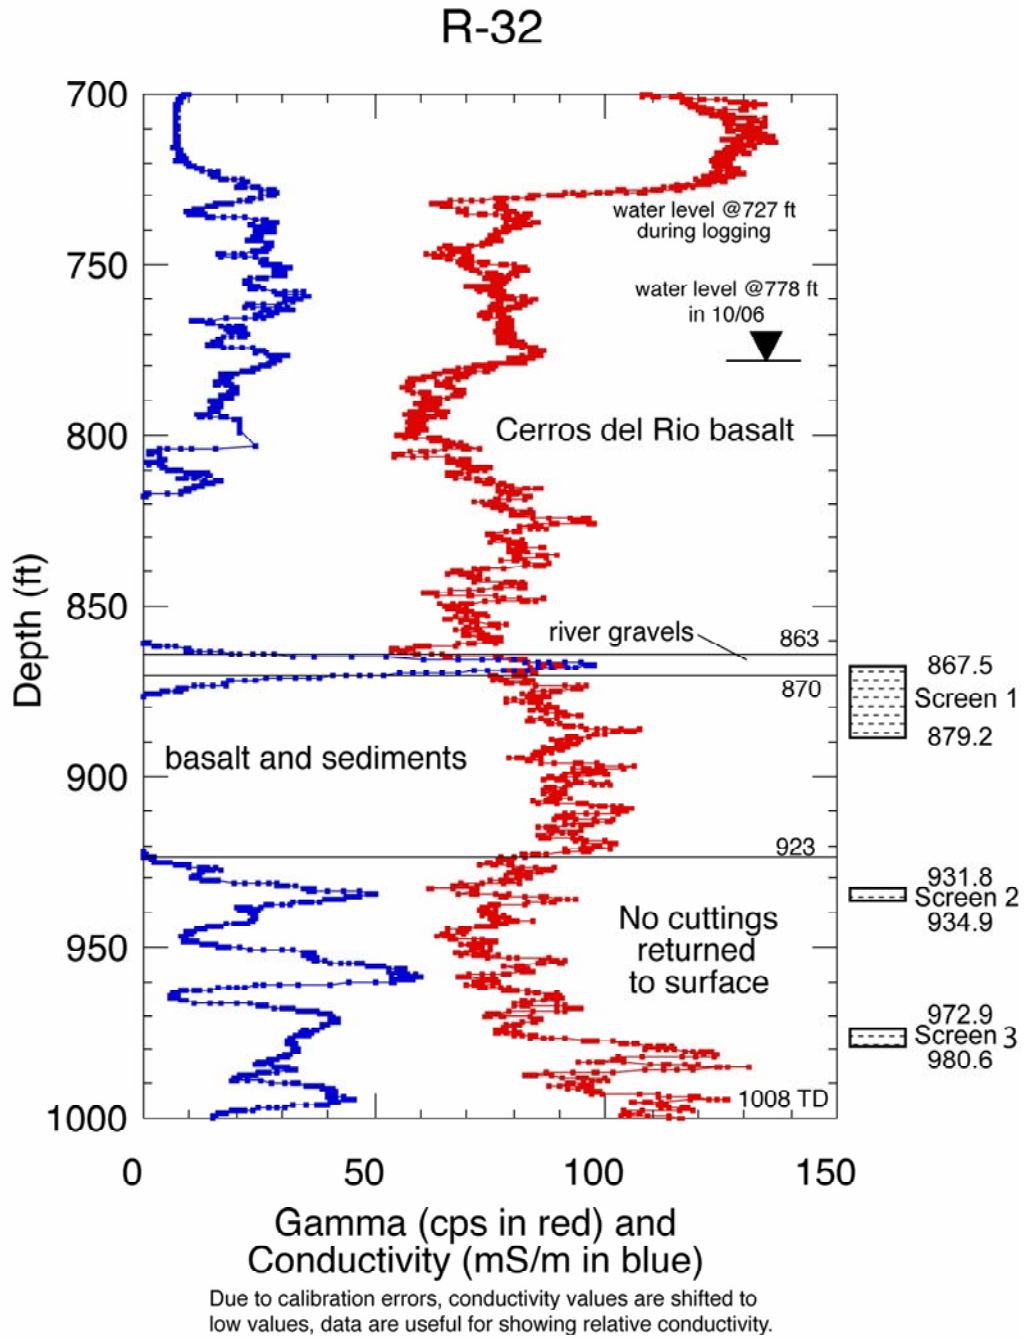 R-32
700
water level @727 ft
during logging
750
water level @778 ft
in 10/06
800
Cerros del Rio basalt
Depth (ft)
850
river gravels
863
867.5
870
Screen 1
879.2
basalt and sediments
900
923
931.8
Screen 2
934.9
No cuttings
returned
to surface
950
972.9
Screen 3
980.6
1008 TD
1000
0 50 100 150
Gamma (cps in red) and
Conductivity (mS/m in blue)
Due to calibration errors, conductivity values are shifted to
low values, data are useful for showing relative conductivity.